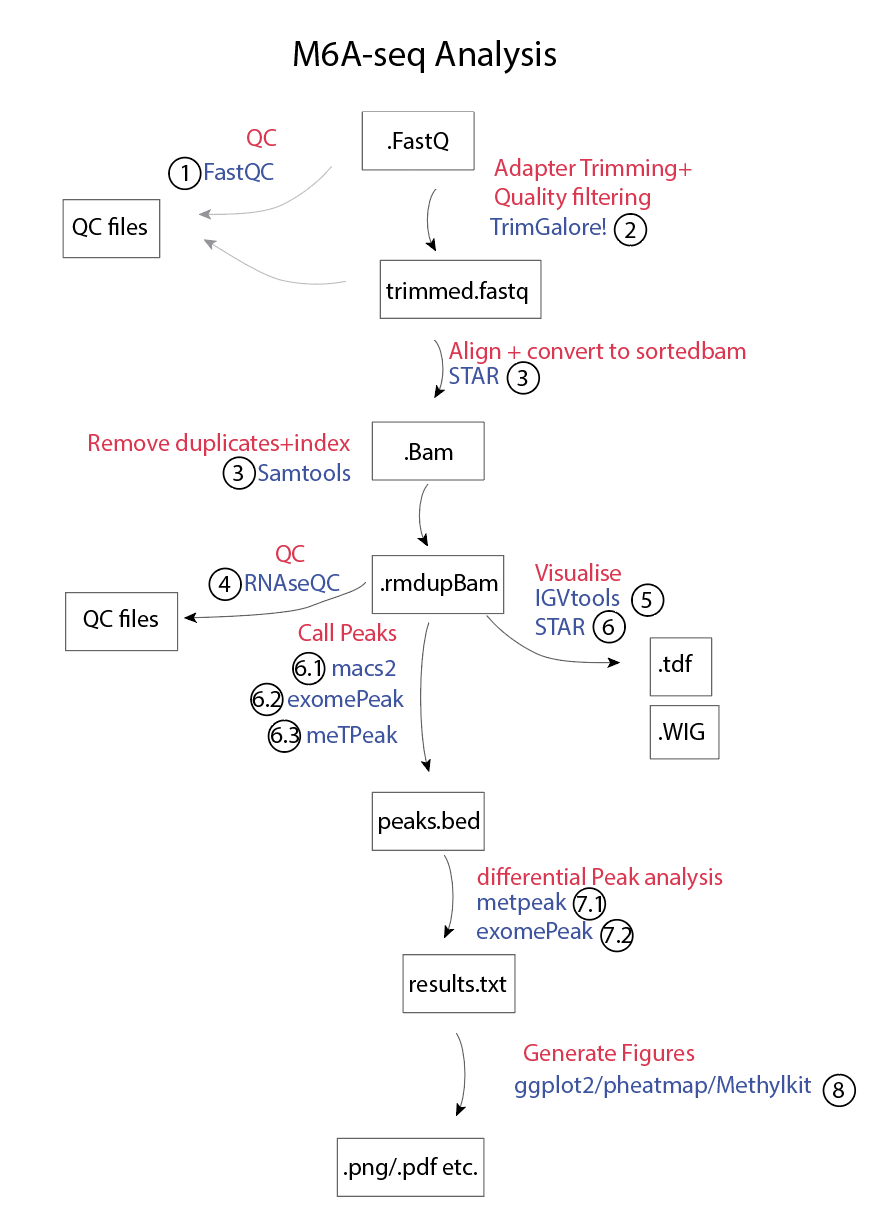 M6A-seq Analysis
.FastQ
QC
1 FastQC
QC files
Adapter Trimming+
Quality filtering
TrimGalore! 2
trimmed.fastq
Align + convert to sortedbam
STAR 3
.Bam
Remove duplicates+index
3 Samtools
.rmdupBam
QC
4 RNAseQC
QC files
Visualise
IGVtools 5
STAR 6
.tdf
.WIG
Call Peaks
6.1 macs2
6.2 exomePeak
6.3 meTPeak
peaks.bed
differential Peak analysis
metpeak 7.1
exomePeak 7.2
results.txt
Generate Figures
ggplot2/pheatmap/Methylkit 8
.png/.pdf etc.